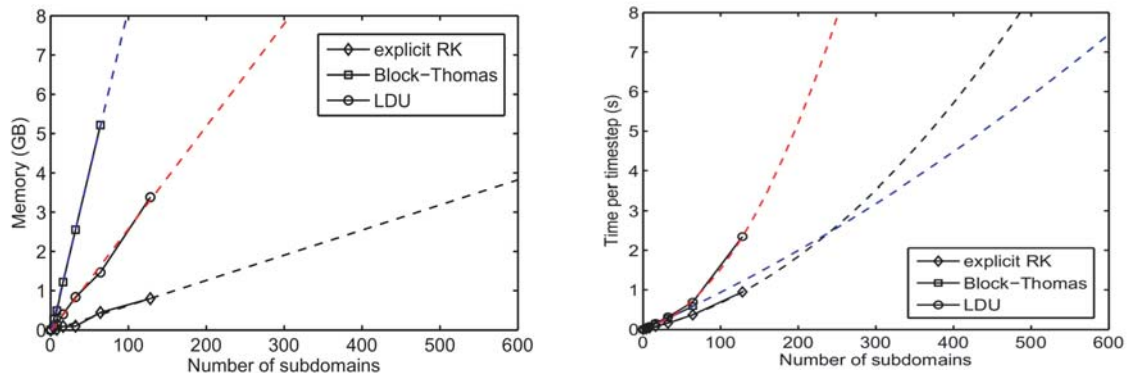 8
7
6
5
4
3
2
1
0
Memory (GB)
0 100 200 300 400 500 600
Number of subdomains
explicit RK
Block−Thomas
LDU
8
7
6
5
4
3
2
1
0
Time per timestep (s)
0 100 200 300 400 500 600
Number of subdomains
explicit RK
Block−Thomas
LDU